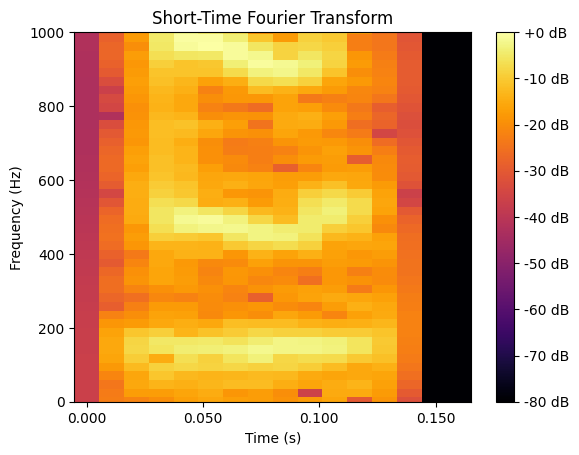 Short-Time Fourier Transform
Frequency (Hz)
1000
800
600
400
200
0
0.000
0.050
0.100
0.150
Time (s)
+0 dB
-10 dB
-20 dB
-30 dB
-40 dB
-50 dB
-60 dB
-70 dB
-80 dB